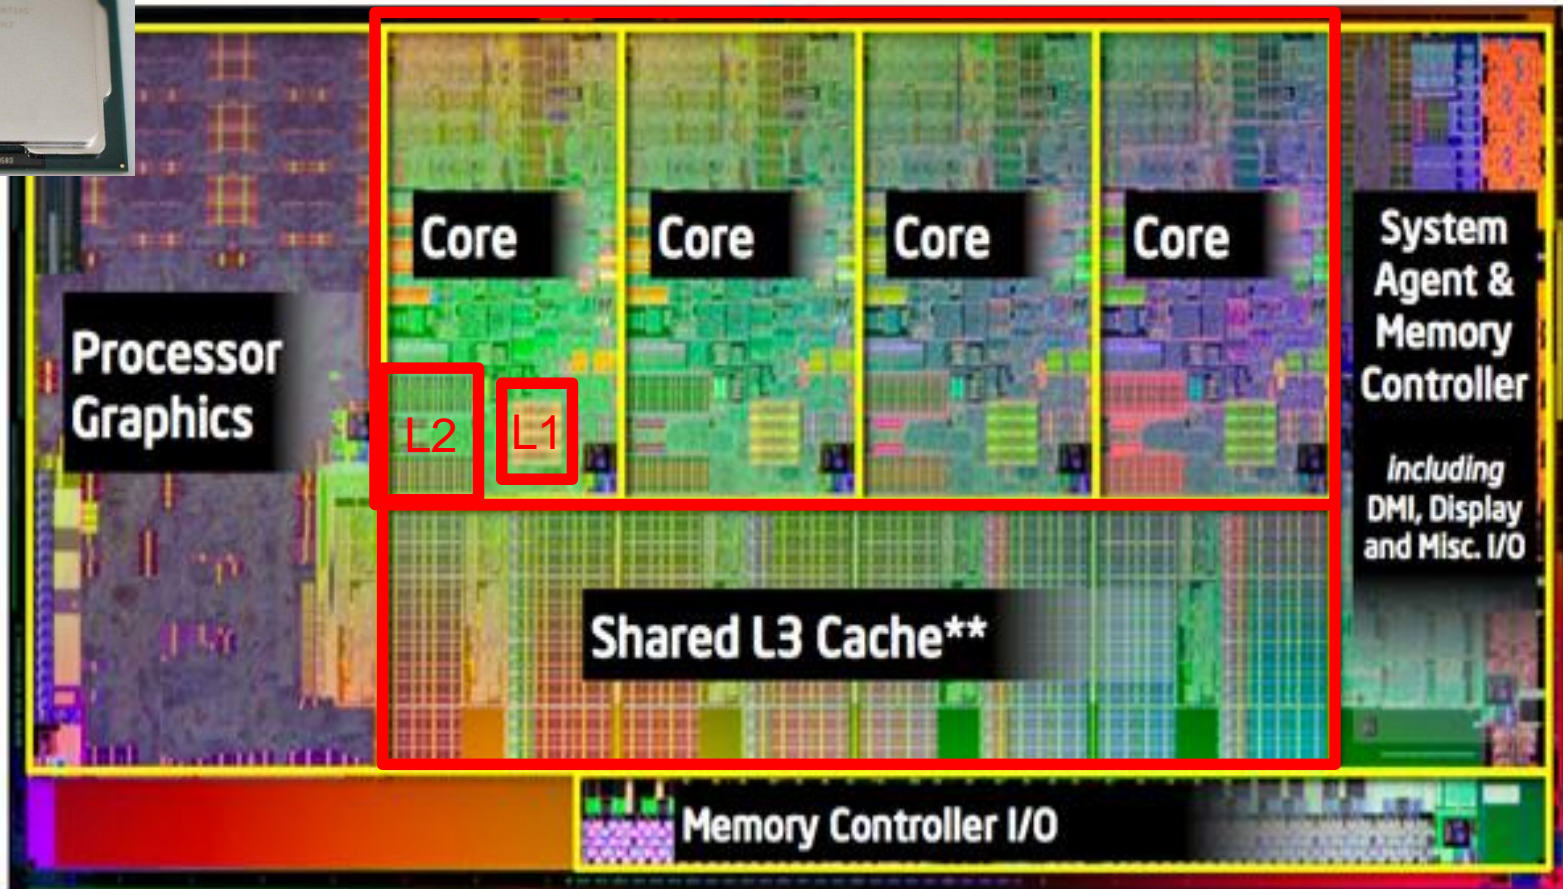 Core
Core
Core
Core
Processor
Graphics
L2
L1
System
Agent &
Memory
Controller
including
DMI, Display
and Misc. I/O
Shared L3 Cache**
Memory Controller I/O